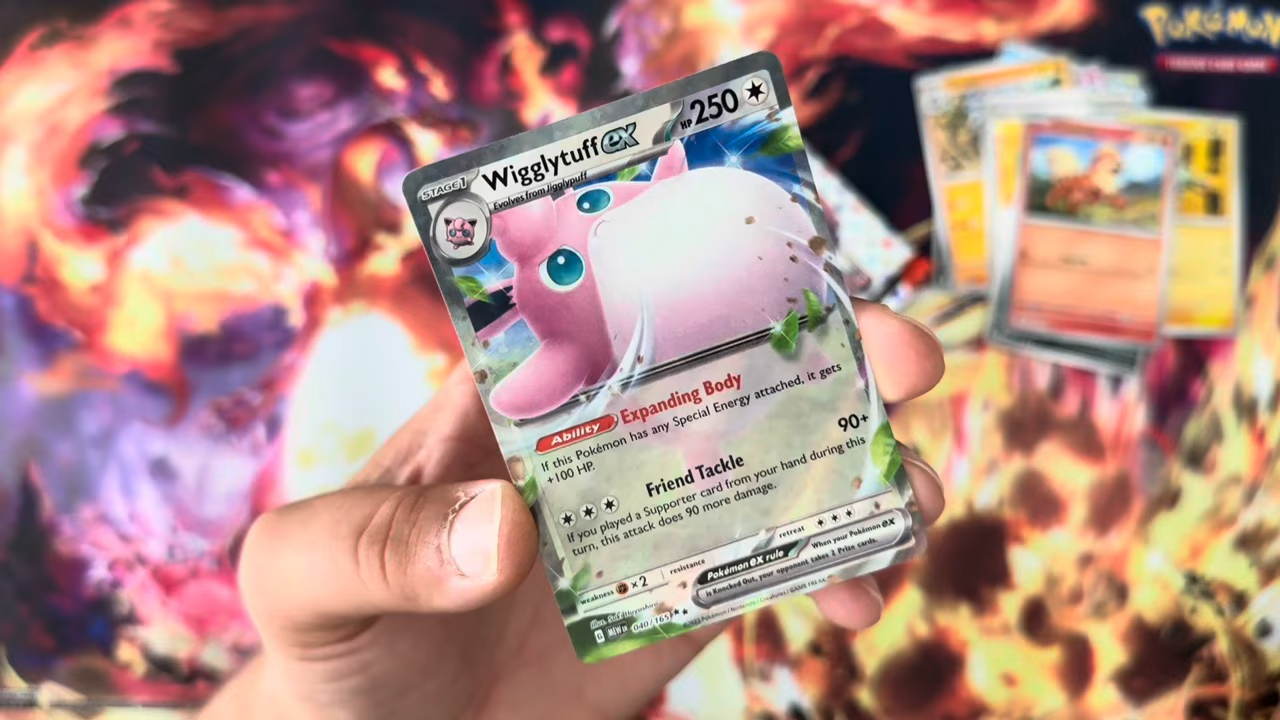 POKÉMON
STAGE 1
Wigglytuff ex
HP 250
Evolves from Jigglypuff
Ability Expanding Body
If this Pokémon has any Special Energy attached, it gets
+100 HP.
Friend Tackle 90+
If you played a Supporter card from your hand during this
turn, this attack does 90 more damage.
weakness ×2 resistance retreat
Pokémon ex rule When your Pokémon ex
is Knocked Out, your opponent takes 2 Prize cards.
G MEW EN 040/165